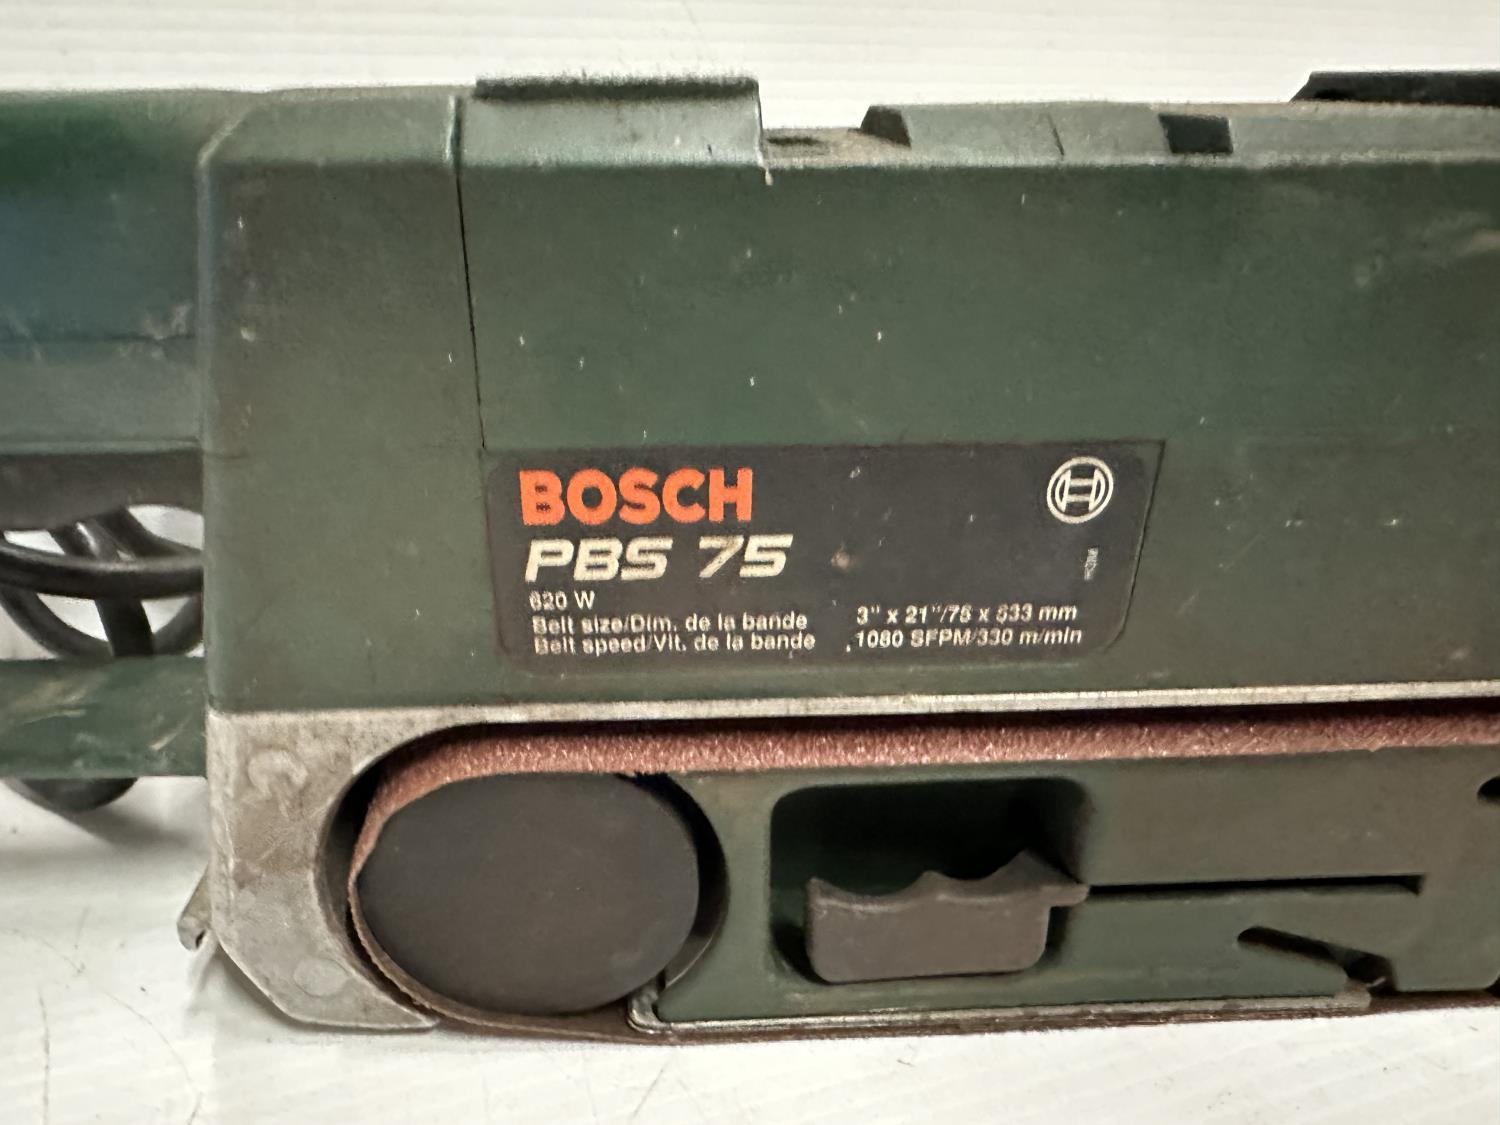 BOSCH
PBS 75
620 W
Belt size/Dim. de la bande 3" x 21"/75 x 533 mm
Belt speed/Vit. de la bande 1080 SFPM/330 m/min